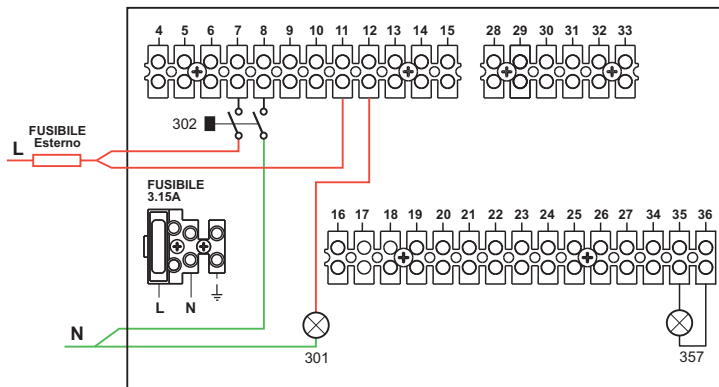 4 5 6 7 8 9 10 11 12 13 14 15
28 29 30 31 32 33
302
FUSIBILE
Esterno
L
FUSIBILE
3.15A
L N
16 17 18 19 20 21 22 23 24 25 26 27 34 35 36
N
301
357